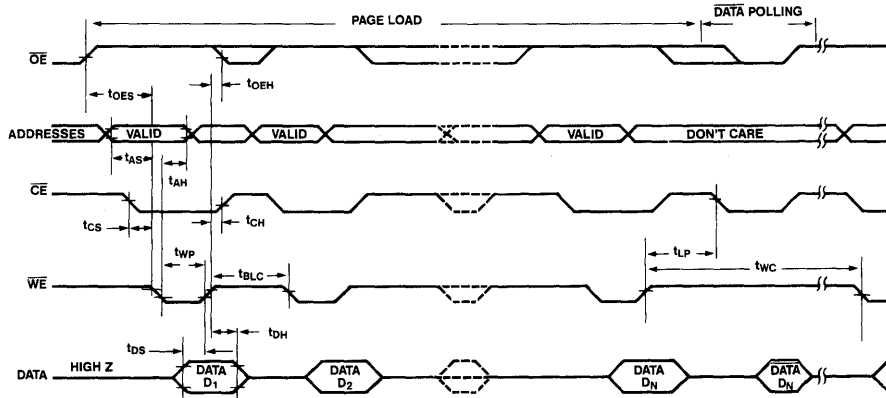 PAGE LOAD
DATA POLLING
OE
tOES
tOEH
ADDRESSES
VALID
VALID
VALID
DON'T CARE
tAS
tAH
CE
tCS
tCH
tWP
tBLC
tLP
tWC
WE
tDS
tDH
DATA
HIGH Z
DATA
D1
DATA
D2
DATA
DN
DATA
DN